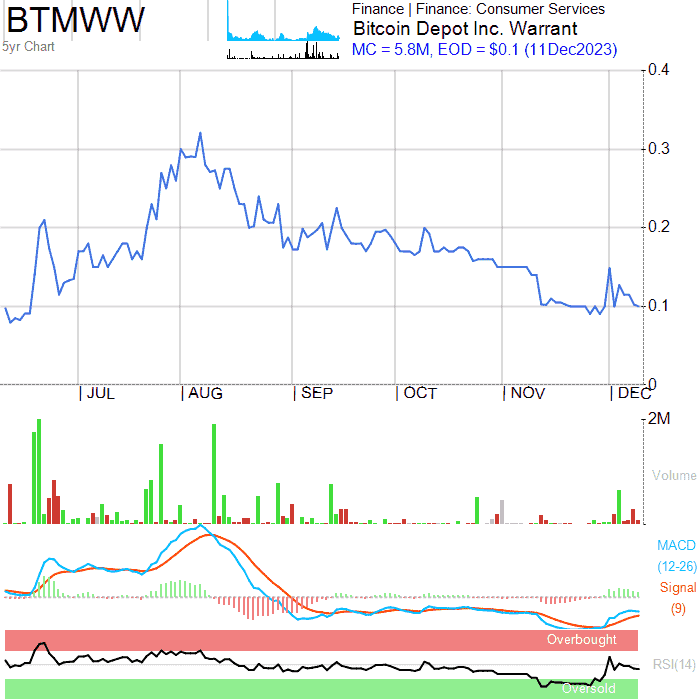 BTMWW
5yr Chart
Finance | Finance: Consumer Services
Bitcoin Depot Inc. Warrant
MC = 5.8M, EOD = $0.1 (11Dec2023)
0.4
0.3
0.2
0.1
0
| JUL | AUG | SEP | OCT | NOV | DEC
2M
Volume
MACD
(12-26)
Signal
(9)
Overbought
RSI(14)
Oversold